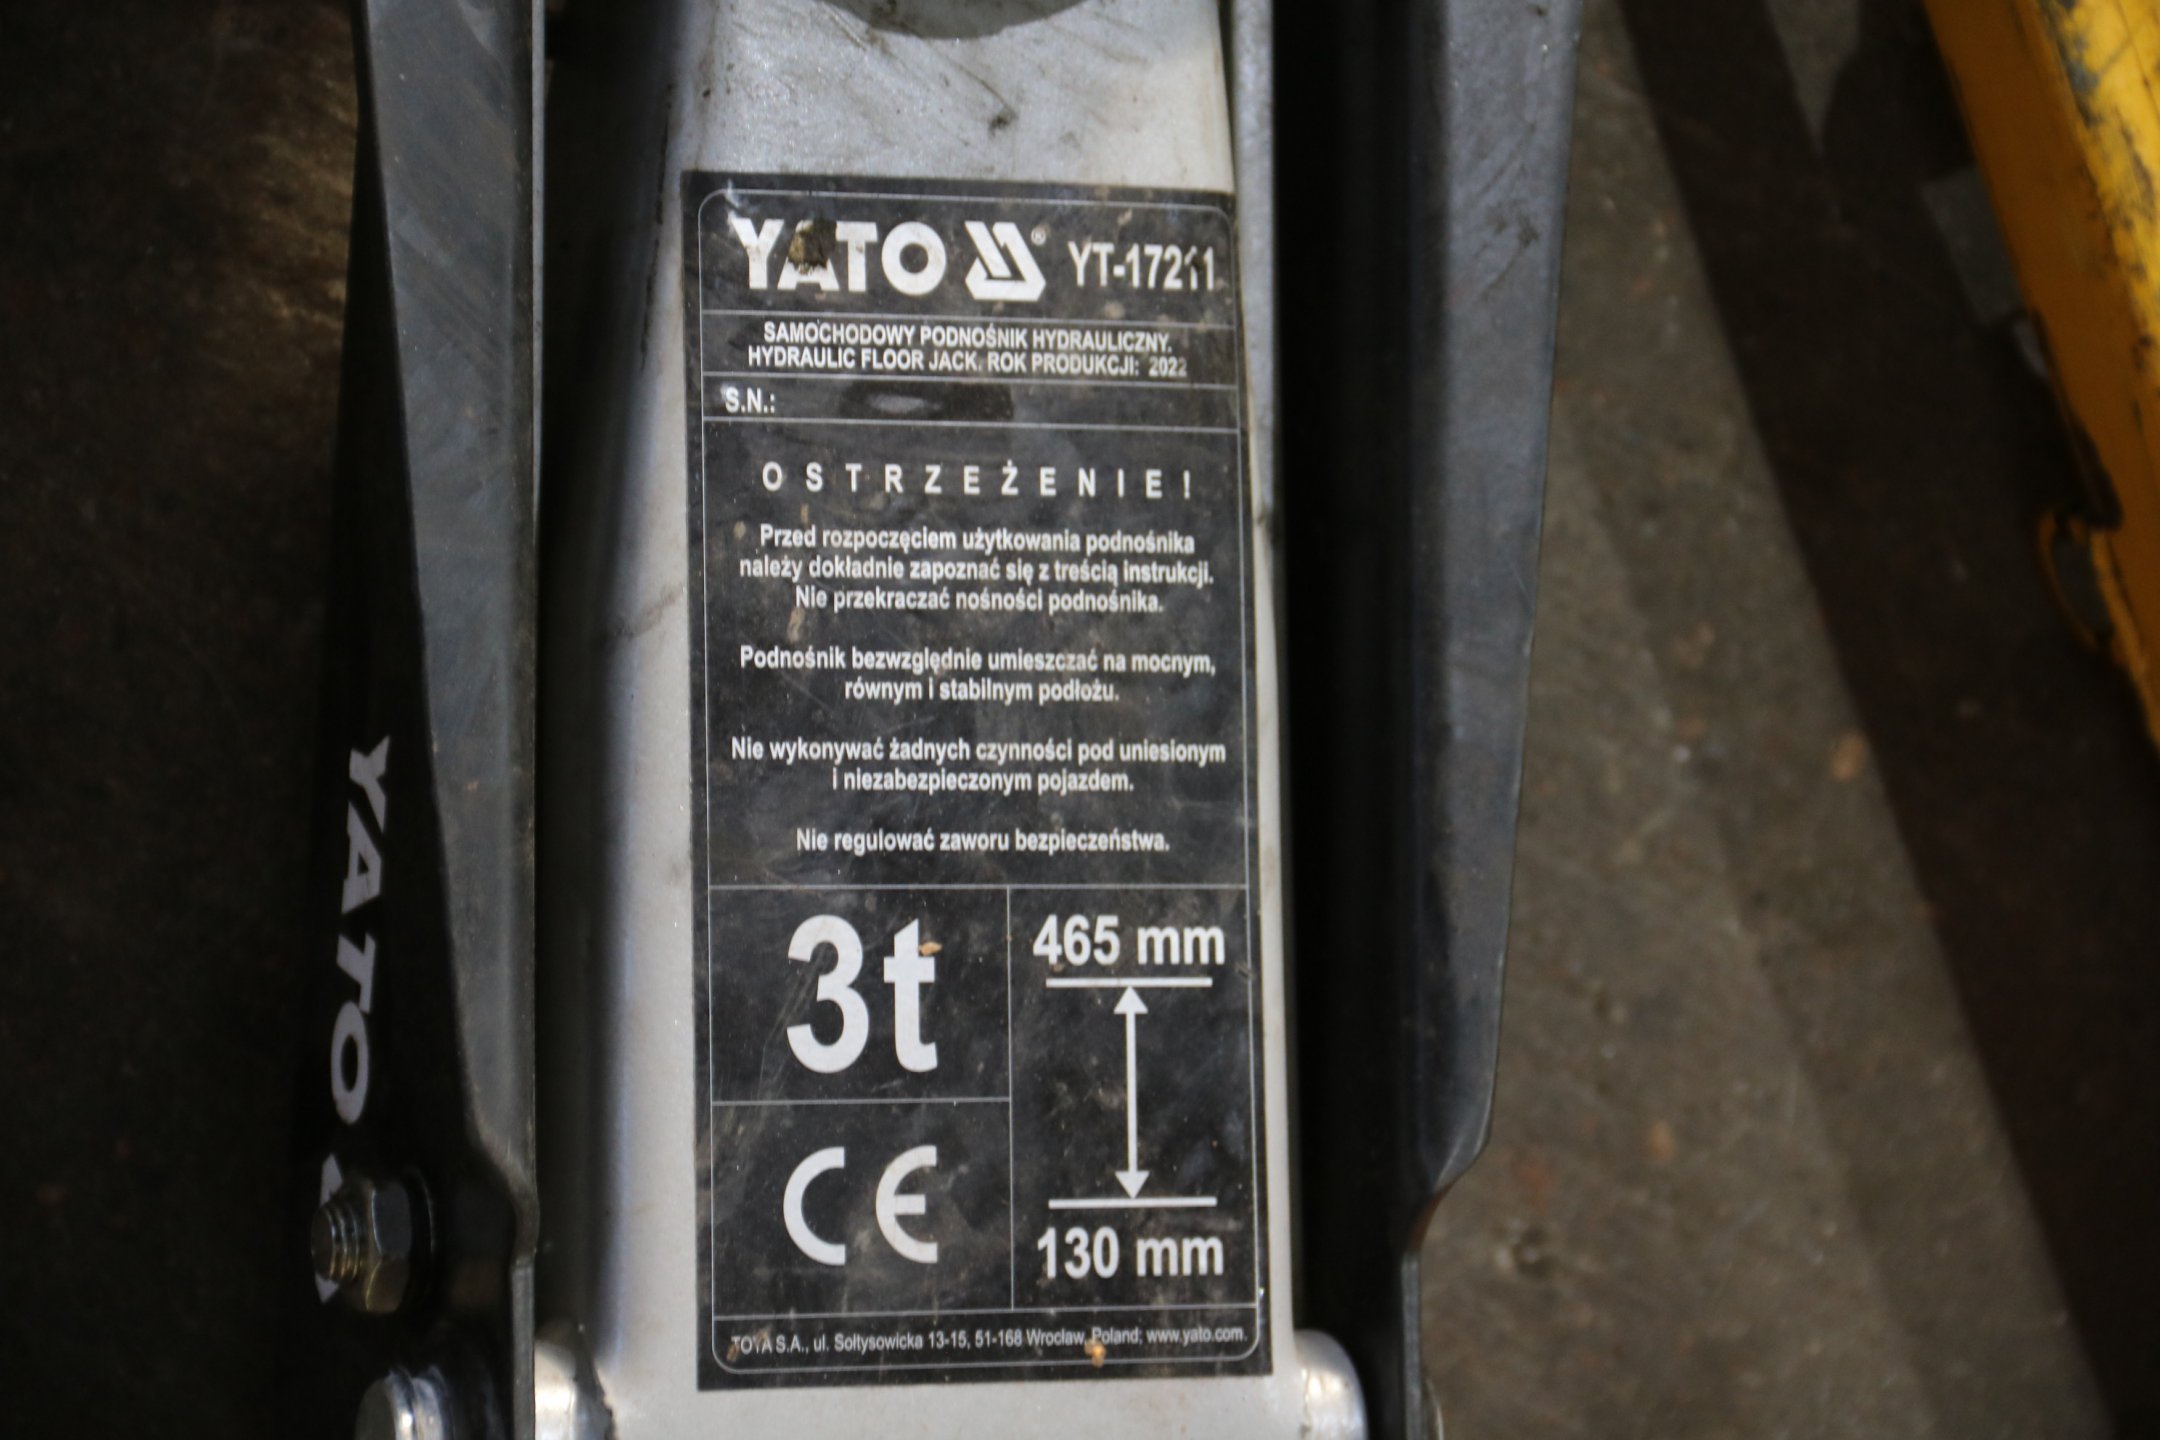 YATO ® YT-17211
SAMOCHODOWY PODNOŚNIK HYDRAULICZNY.
HYDRAULIC FLOOR JACK. ROK PRODUKCJI: 2022
S.N.:
OSTRZEŻENIE!
Przed rozpoczęciem użytkowania podnośnika
należy dokładnie zapoznać się z treścią instrukcji.
Nie przekraczać nośności podnośnika.
Podnośnik bezwzględnie umieszczać na mocnym,
równym i stabilnym podłożu.
Nie wykonywać żadnych czynności pod uniesionym
i niezabezpieczonym pojazdem.
Nie regulować zaworu bezpieczeństwa.
3t
465 mm
CE
130 mm
TOYA S.A., ul. Sołtysowicka 13-15, 51-168 Wrocław, Poland; www.yato.com.
YATO